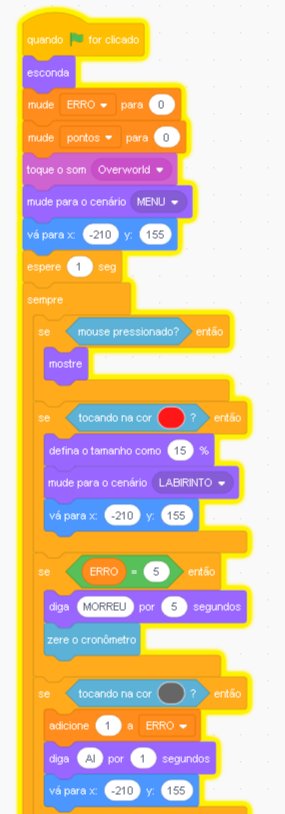 quando for clicado
esconda
mude ERRO para 0
mude pontos para 0
toque o som Overworld
mude para o cenário MENU
vá para x: -210 y: 155
espere 1 seg
sempre
se mouse pressionado? então
mostre
se tocando na cor ? então
defina o tamanho como 15 %
mude para o cenário LABIRINTO
vá para x: -210 y: 155
se ERRO = 5 então
diga MORREU por 5 segundos
zere o cronômetro
se tocando na cor ? então
adicione 1 a ERRO
diga AI por 1 segundos
vá para x: -210 y: 155